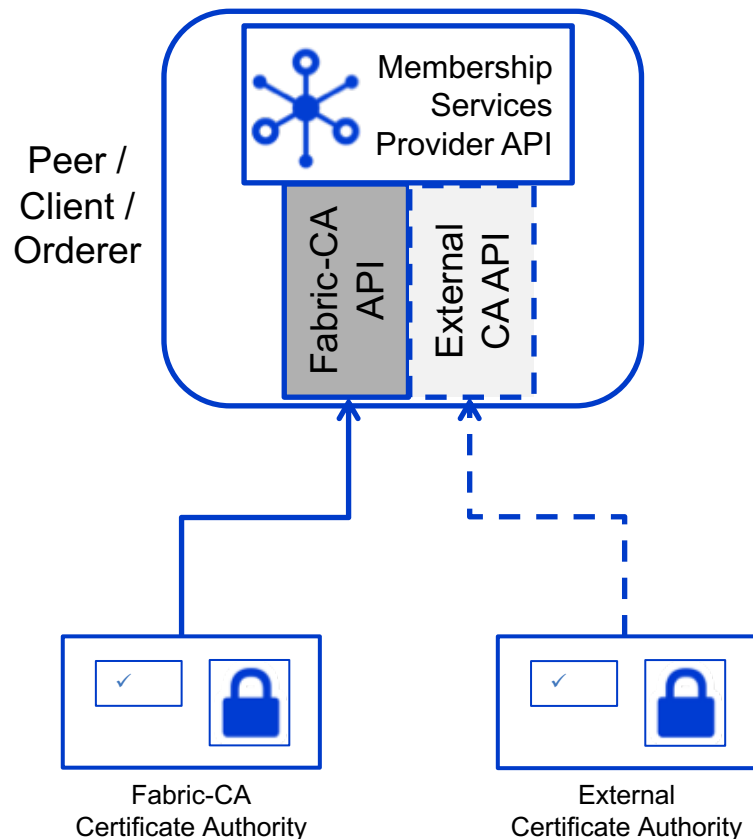 Membership
Services
Provider API
Peer /
Client /
Orderer
Fabric-CA
API
External
CA API
✓
✓
Fabric-CA
Certificate Authority
External
Certificate Authority